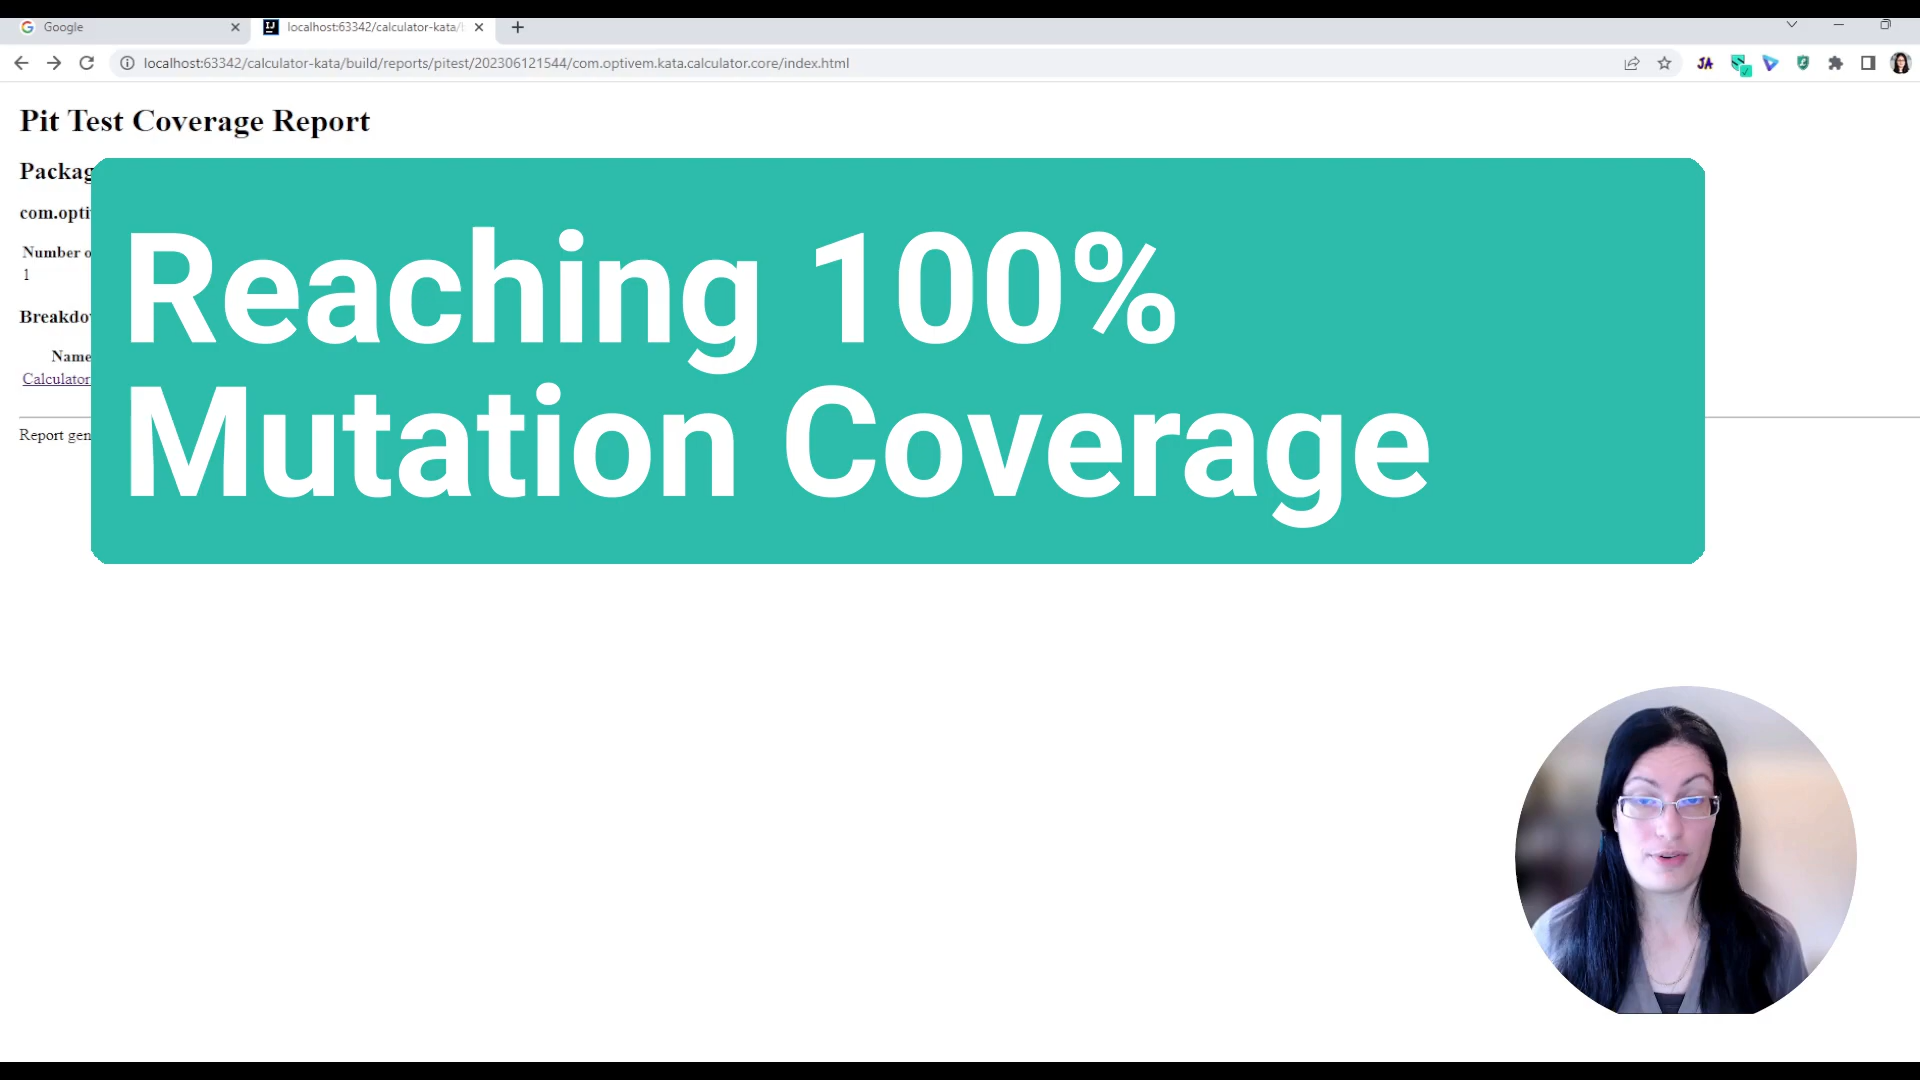 Google
localhost:63342/calculator-kata/
localhost:63342/calculator-kata/build/reports/pitest/202306121544/com.optivem.kata.calculator.core/index.html
JA
Pit Test Coverage Report
Packag
com.opti
Number o
1
Breakdo
Name
Calculator
Report gen
Reaching 100%
Mutation Coverage